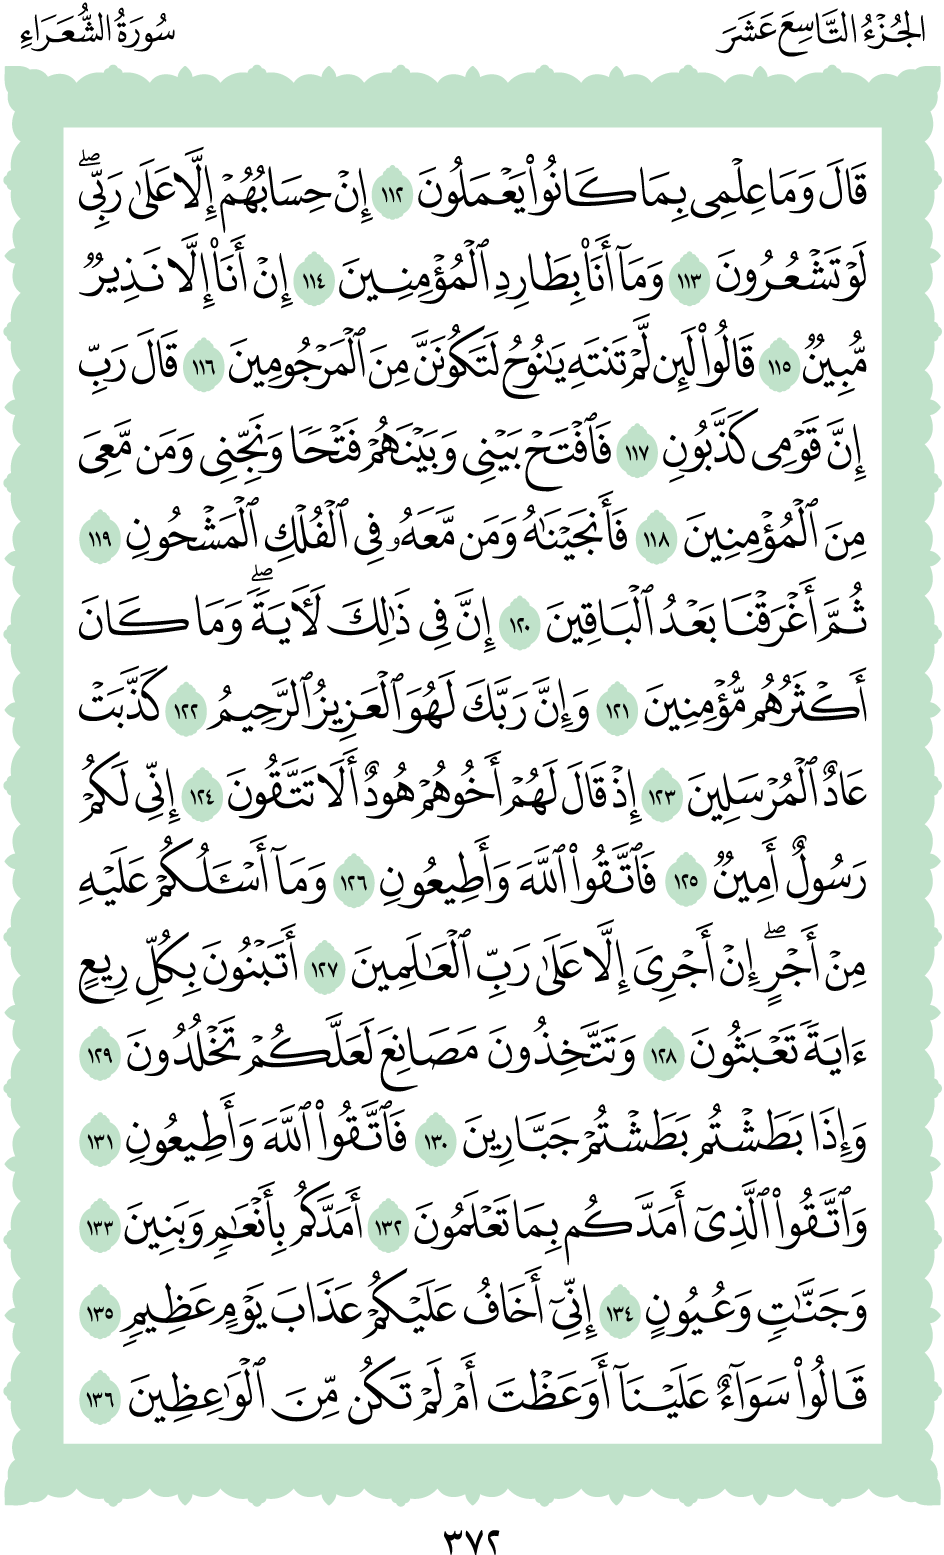 الجُزْءُ التَّاسِعَ عَشَرَ
سُورَةُ الشُّعَرَاءِ
قَالَ وَمَا عِلْمِى بِمَا كَانُوا۟ يَعْمَلُونَ ١١٢ إِنْ حِسَابُهُمْ إِلَّا عَلَىٰ رَبِّى ۖ
لَوْ تَشْعُرُونَ ١١٣ وَمَآ أَنَا۠ بِطَارِدِ ٱلْمُؤْمِنِينَ ١١٤ إِنْ أَنَا۠ إِلَّا نَذِيرٌ
مُّبِينٌ ١١٥ قَالُوا۟ لَئِن لَّمْ تَنتَهِ يَٰنُوحُ لَتَكُونَنَّ مِنَ ٱلْمَرْجُومِينَ ١١٦ قَالَ رَبِّ
إِنَّ قَوْمِى كَذَّبُونِ ١١٧ فَٱفْتَحْ بَيْنِى وَبَيْنَهُمْ فَتْحًا وَنَجِّنِى وَمَن مَّعِىَ
مِنَ ٱلْمُؤْمِنِينَ ١١٨ فَأَنجَيْنَٰهُ وَمَن مَّعَهُۥ فِى ٱلْفُلْكِ ٱلْمَشْحُونِ ١١٩
ثُمَّ أَغْرَقْنَا بَعْدُ ٱلْبَاقِينَ ١٢٠ إِنَّ فِى ذَٰلِكَ لَـَٔايَةً ۖ وَمَا كَانَ
أَكْثَرُهُم مُّؤْمِنِينَ ١٢١ وَإِنَّ رَبَّكَ لَهُوَ ٱلْعَزِيزُ ٱلرَّحِيمُ ١٢٢ كَذَّبَتْ
عَادٌ ٱلْمُرْسَلِينَ ١٢٣ إِذْ قَالَ لَهُمْ أَخُوهُمْ هُودٌ أَلَا تَتَّقُونَ ١٢٤ إِنِّى لَكُمْ
رَسُولٌ أَمِينٌ ١٢٥ فَٱتَّقُوا۟ ٱللَّهَ وَأَطِيعُونِ ١٢٦ وَمَآ أَسْـَٔلُكُمْ عَلَيْهِ
مِنْ أَجْرٍ ۖ إِنْ أَجْرِىَ إِلَّا عَلَىٰ رَبِّ ٱلْعَٰلَمِينَ ١٢٧ أَتَبْنُونَ بِكُلِّ رِيعٍ
ءَايَةً تَعْبَثُونَ ١٢٨ وَتَتَّخِذُونَ مَصَانِعَ لَعَلَّكُمْ تَخْلُدُونَ ١٢٩
وَإِذَا بَطَشْتُم بَطَشْتُمْ جَبَّارِينَ ١٣٠ فَٱتَّقُوا۟ ٱللَّهَ وَأَطِيعُونِ ١٣١
وَٱتَّقُوا۟ ٱلَّذِىٓ أَمَدَّكُم بِمَا تَعْلَمُونَ ١٣٢ أَمَدَّكُم بِأَنْعَٰمٍ وَبَنِينَ ١٣٣
وَجَنَّٰتٍ وَعُيُونٍ ١٣٤ إِنِّىٓ أَخَافُ عَلَيْكُمْ عَذَابَ يَوْمٍ عَظِيمٍ ١٣٥
قَالُوا۟ سَوَآءٌ عَلَيْنَآ أَوَعَظْتَ أَمْ لَمْ تَكُن مِّنَ ٱلْوَٰعِظِينَ ١٣٦
٣٧٢